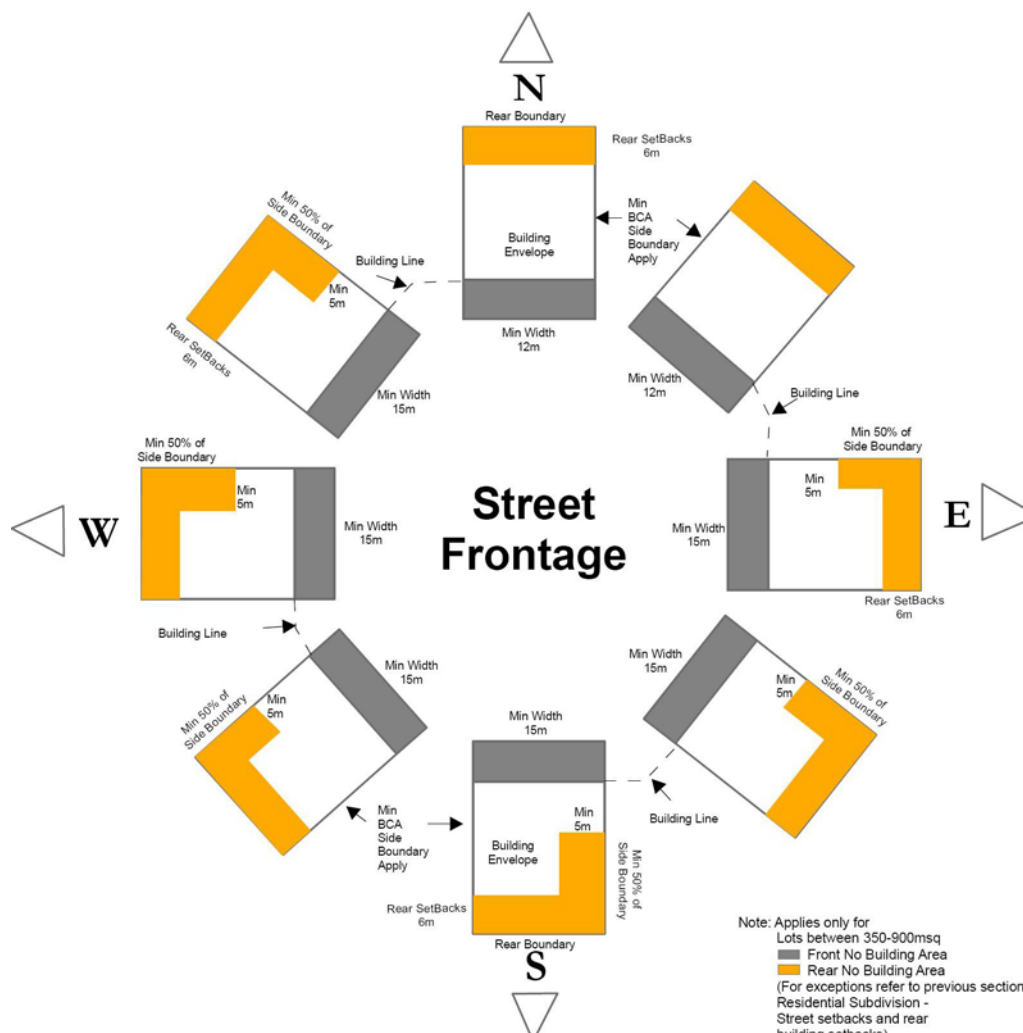 N
Rear Boundary
Rear SetBacks
6m
Min
BCA
Side
Boundary
Apply
Building
Envelope
Min Width
12m
Min 50% of
Side Boundary
Building Line
Min
5m
Rear SetBacks
6m
Min Width
15m
Min Width
12m
Building Line
Min 50% of
Side Boundary
Min
5m
Min Width
15m
W
Street
Frontage
Min 50% of
Side Boundary
Min
5m
Min Width
15m
E
Rear SetBacks
6m
Building Line
Min 50% of
Side Boundary
Min
5m
Min Width
15m
Min Width
15m
Min
5m
Min 50% of
Side Boundary
Building Line
Min Width
15m
Min
BCA
Side
Boundary
Apply
Building
Envelope
Min
5m
Min 50% of
Side Boundary
Rear SetBacks
6m
Rear Boundary
S
Note: Applies only for
Lots between 350-900msq
Front No Building Area
Rear No Building Area
(For exceptions refer to previous section
Residential Subdivision -
Street setbacks and rear
building setbacks)